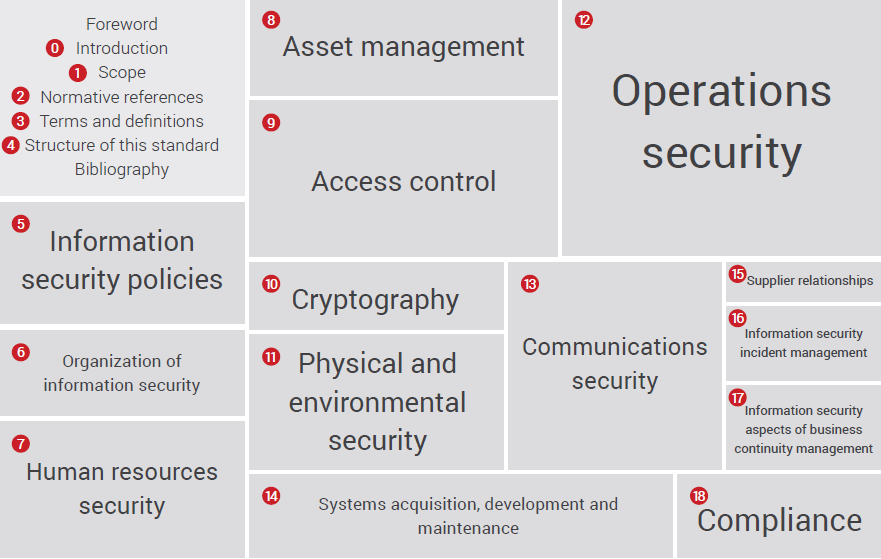 Foreword
0 Introduction
1 Scope
2 Normative references
3 Terms and definitions
4 Structure of this standard
Bibliography
5
Information
security policies
6
Organization of
information security
7
Human resources
security
8
Asset management
9
Access control
10
Cryptography
11
Physical and
environmental
security
12
Operations
security
13
Communications
security
14
Systems acquisition, development and
maintenance
15 Supplier relationships
16
Information security
incident management
17
Information security
aspects of business
continuity management
18
Compliance